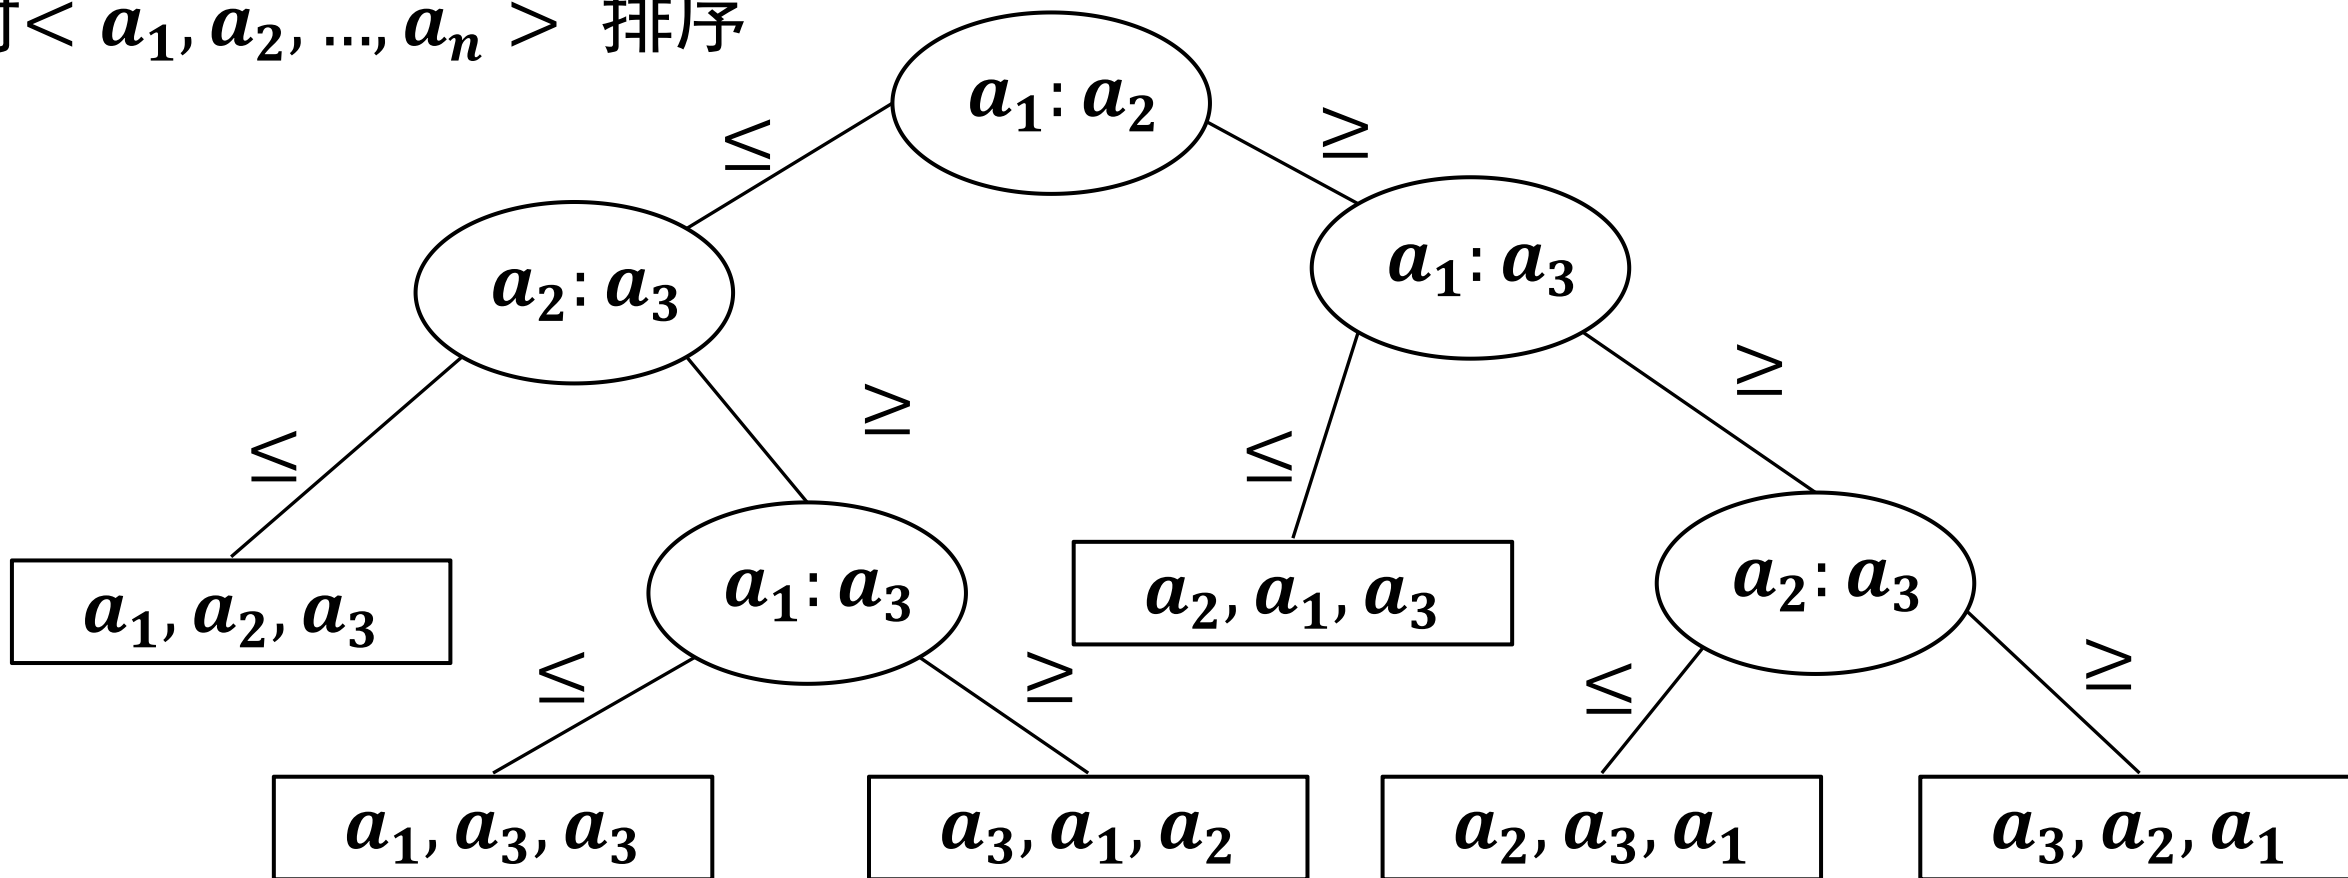 < a₁, a₂, ..., aₙ > 排序
a₁: a₂
≤ ≥
a₂: a₃
a₁: a₃
≤ ≥ ≤ ≥
a₁, a₂, a₃
a₁: a₃
a₂, a₁, a₃
a₂: a₃
≤ ≥ ≤ ≥
a₁, a₃, a₃
a₃, a₁, a₂
a₂, a₃, a₁
a₃, a₂, a₁